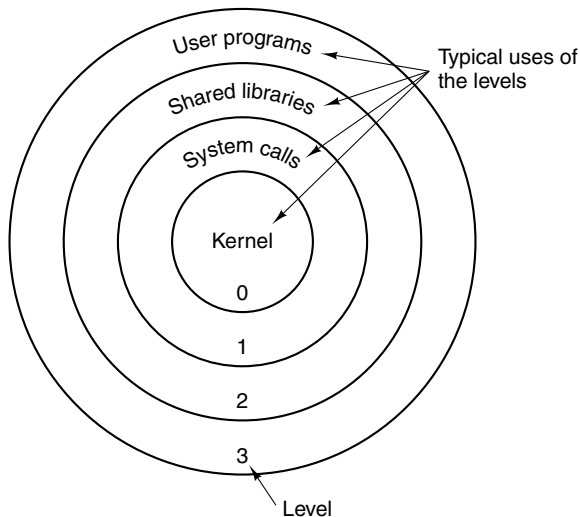 User programs
Typical uses of
the levels
Shared libraries
System calls
Kernel
0
1
2
3
Level